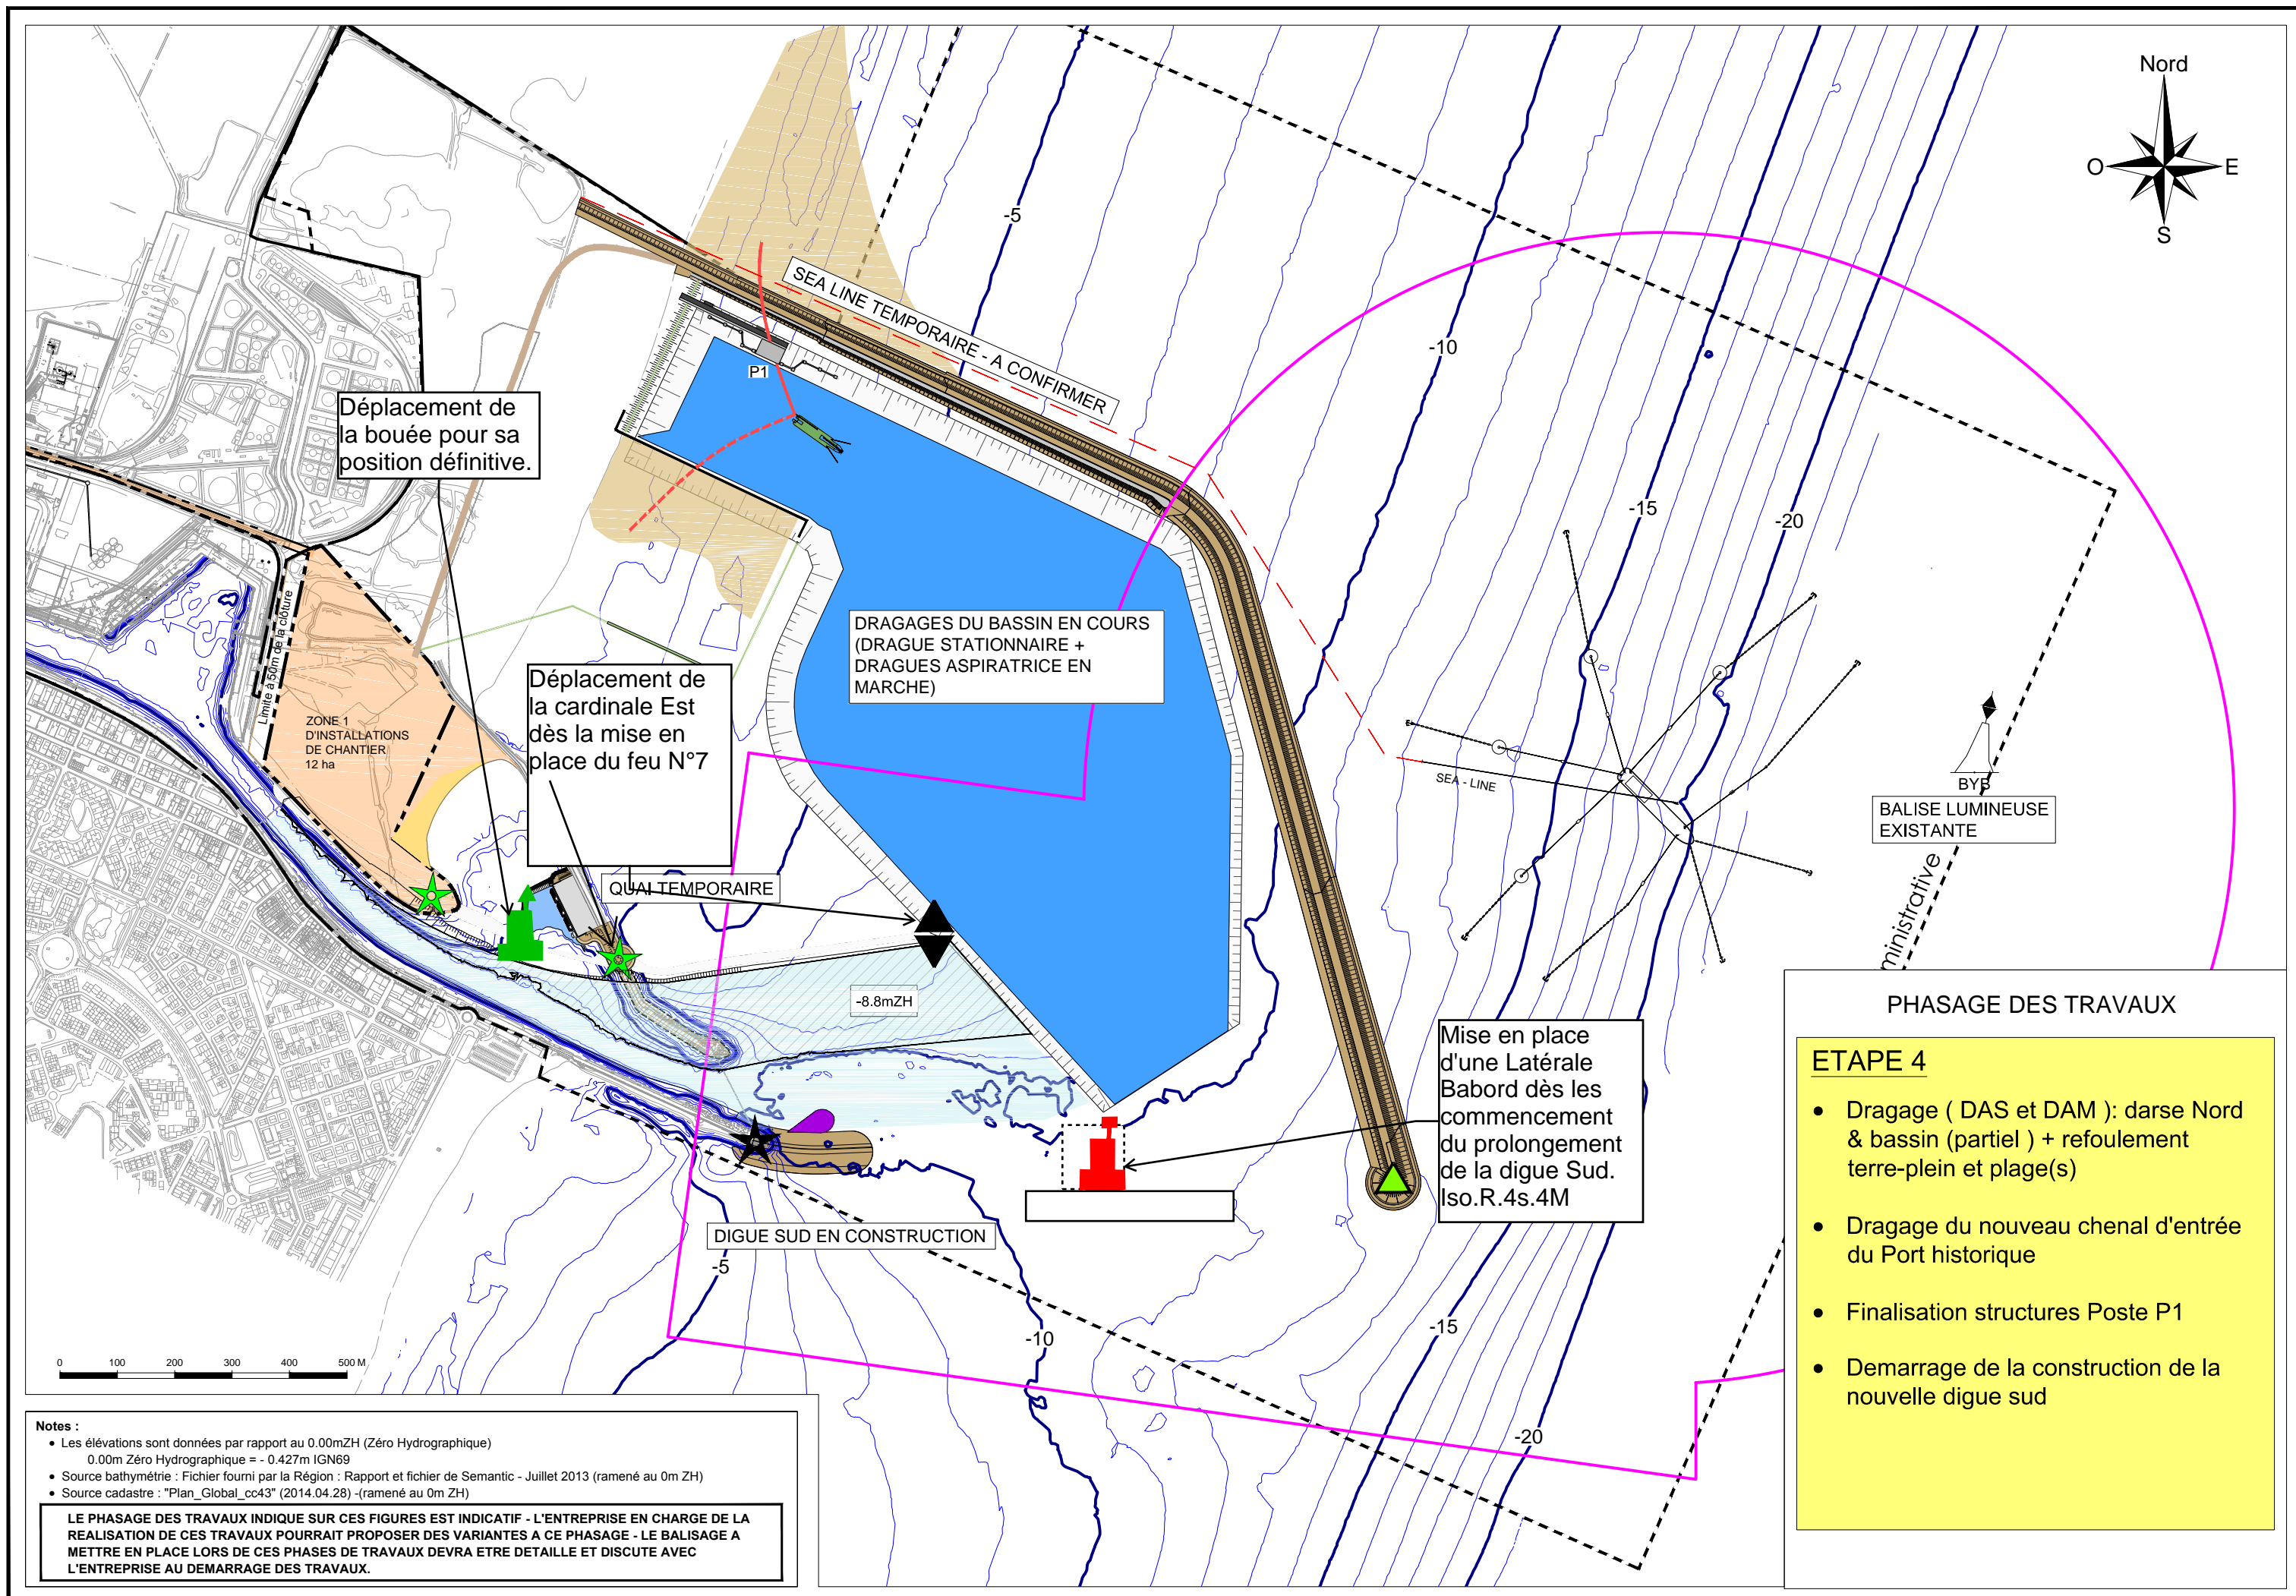 Nord
O
E
S
-5
SEA LINE TEMPORAIRE - A CONFIRMER
-10
P1
Déplacement de
la bouée pour sa
position définitive.
-15
-20
Limite à 50m de la clôture
DRAGAGES DU BASSIN EN COURS
(DRAGUE STATIONNAIRE +
DRAGUES ASPIRATRICE EN
MARCHE)
Déplacement de
la cardinale Est
dès la mise en
place du feu N°7
ZONE 1
D'INSTALLATIONS
DE CHANTIER
12 ha
SEA - LINE
BYB
BALISE LUMINEUSE
EXISTANTE
ministrative
QUAI TEMPORAIRE
-8.8mZH
Mise en place
d'une Latérale
Babord dès les
commencement
du prolongement
de la digue Sud.
Iso.R.4s.4M
DIGUE SUD EN CONSTRUCTION
-5
-10
-15
-20
PHASAGE DES TRAVAUX
ETAPE 4
• Dragage ( DAS et DAM ): darse Nord
& bassin (partiel ) + refoulement
terre-plein et plage(s)
• Dragage du nouveau chenal d'entrée
du Port historique
• Finalisation structures Poste P1
• Demarrage de la construction de la
nouvelle digue sud
0 100 200 300 400 500 M
Notes :
• Les élévations sont données par rapport au 0.00mZH (Zéro Hydrographique)
0.00m Zéro Hydrographique = - 0.427m IGN69
• Source bathymétrie : Fichier fourni par la Région : Rapport et fichier de Semantic - Juillet 2013 (ramené au 0m ZH)
• Source cadastre : "Plan_Global_cc43" (2014.04.28) -(ramené au 0m ZH)
LE PHASAGE DES TRAVAUX INDIQUE SUR CES FIGURES EST INDICATIF - L'ENTREPRISE EN CHARGE DE LA
REALISATION DE CES TRAVAUX POURRAIT PROPOSER DES VARIANTES A CE PHASAGE - LE BALISAGE A
METTRE EN PLACE LORS DE CES PHASES DE TRAVAUX DEVRA ETRE DETAILLE ET DISCUTE AVEC
L'ENTREPRISE AU DEMARRAGE DES TRAVAUX.